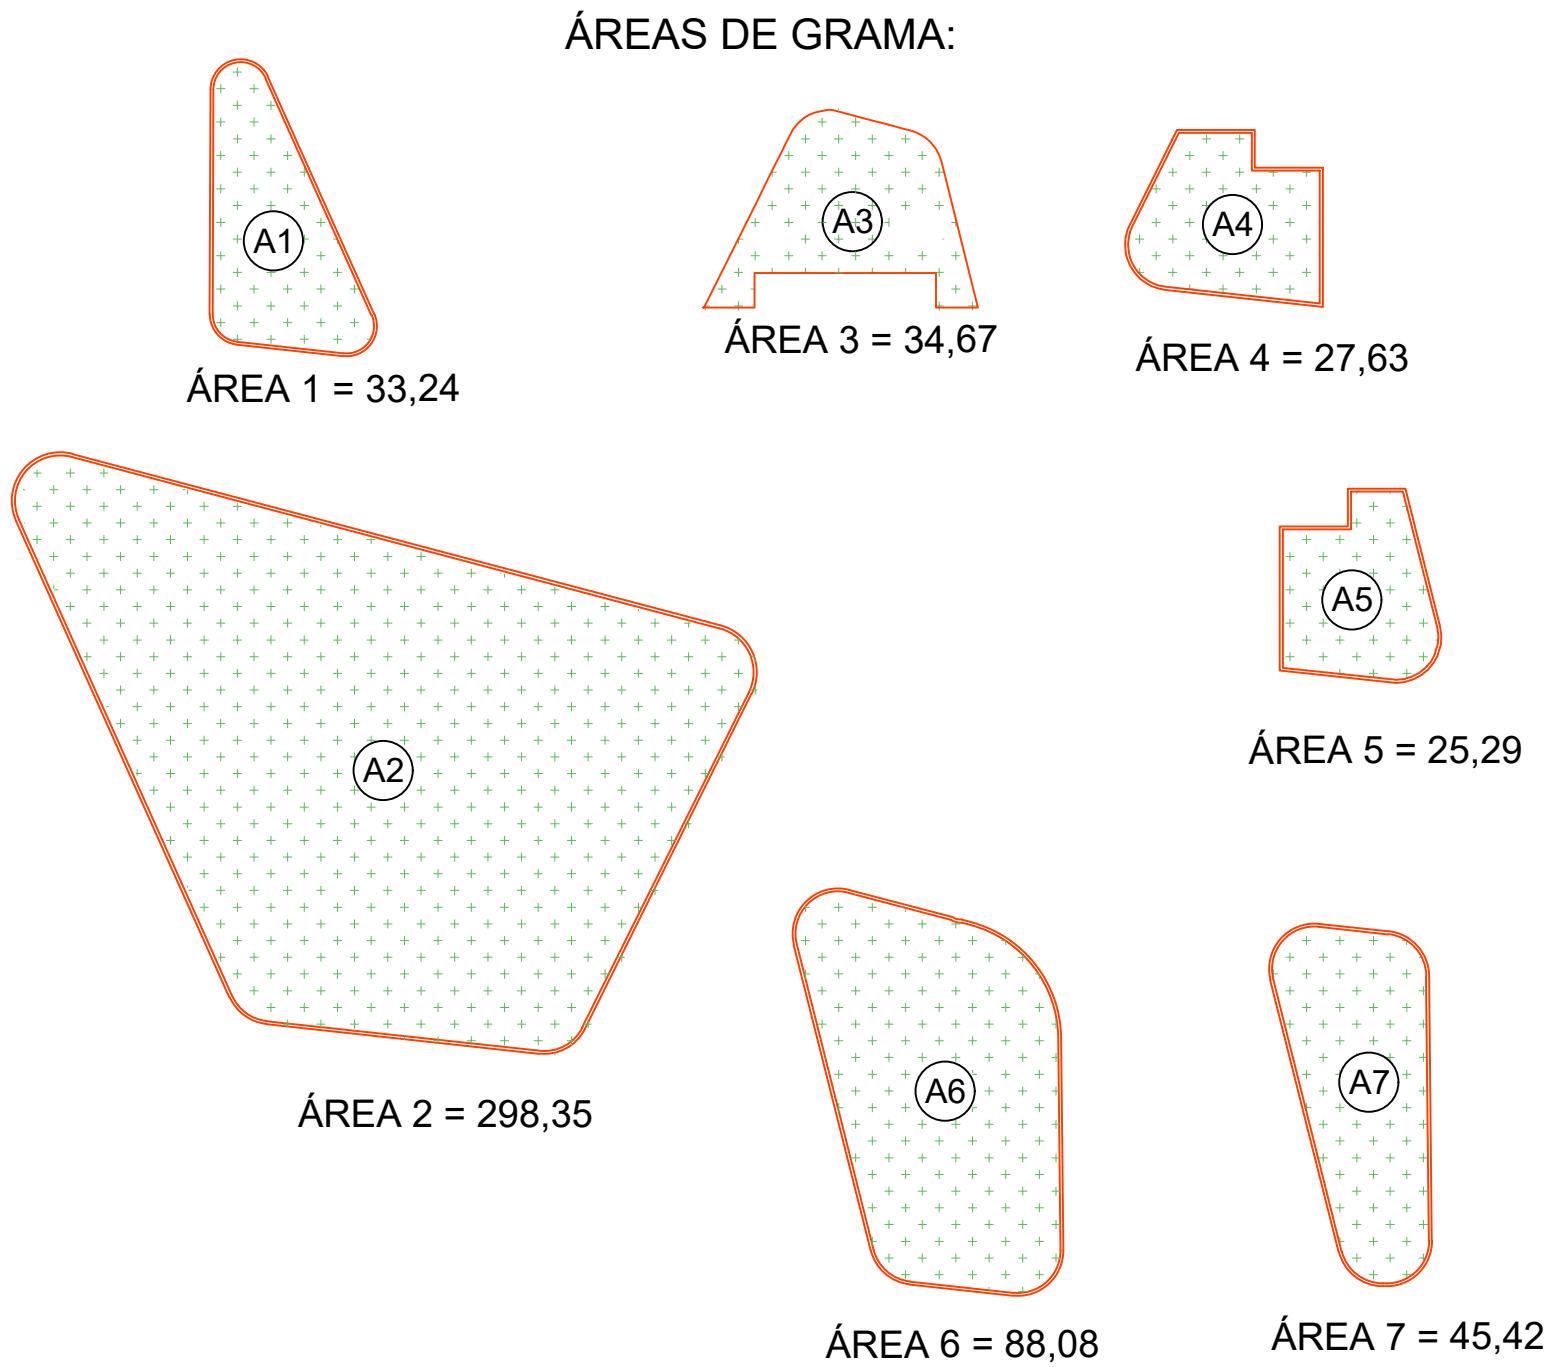 ÁREAS DE GRAMA:
A1
ÁREA 1 = 33,24
A3
ÁREA 3 = 34,67
A4
ÁREA 4 = 27,63
A2
ÁREA 2 = 298,35
A5
ÁREA 5 = 25,29
A6
ÁREA 6 = 88,08
A7
ÁREA 7 = 45,42